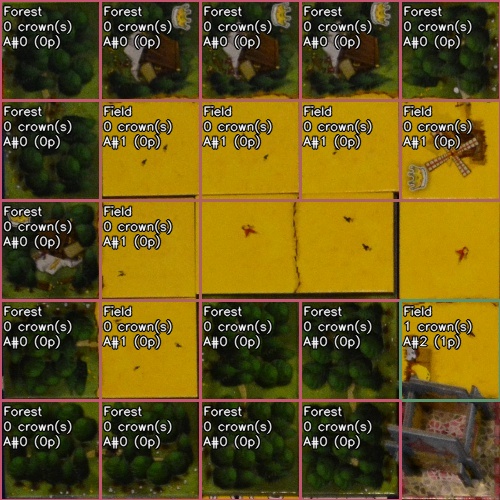 Forest
0 crown(s)
A#0 (0p)
Forest
0 crown(s)
A#0 (0p)
Forest
0 crown(s)
A#0 (0p)
Forest
0 crown(s)
A#0 (0p)
Forest
0 crown(s)
A#0 (0p)
Forest
0 crown(s)
A#0 (0p)
Field
0 crown(s)
A#1 (0p)
Field
0 crown(s)
A#1 (0p)
Field
0 crown(s)
A#1 (0p)
Field
0 crown(s)
A#1 (0p)
Forest
0 crown(s)
A#0 (0p)
Field
0 crown(s)
A#1 (0p)
Forest
0 crown(s)
A#0 (0p)
Field
0 crown(s)
A#1 (0p)
Forest
0 crown(s)
A#0 (0p)
Forest
0 crown(s)
A#0 (0p)
Field
1 crown(s)
A#2 (1p)
Forest
0 crown(s)
A#0 (0p)
Forest
0 crown(s)
A#0 (0p)
Forest
0 crown(s)
A#0 (0p)
Forest
0 crown(s)
A#0 (0p)